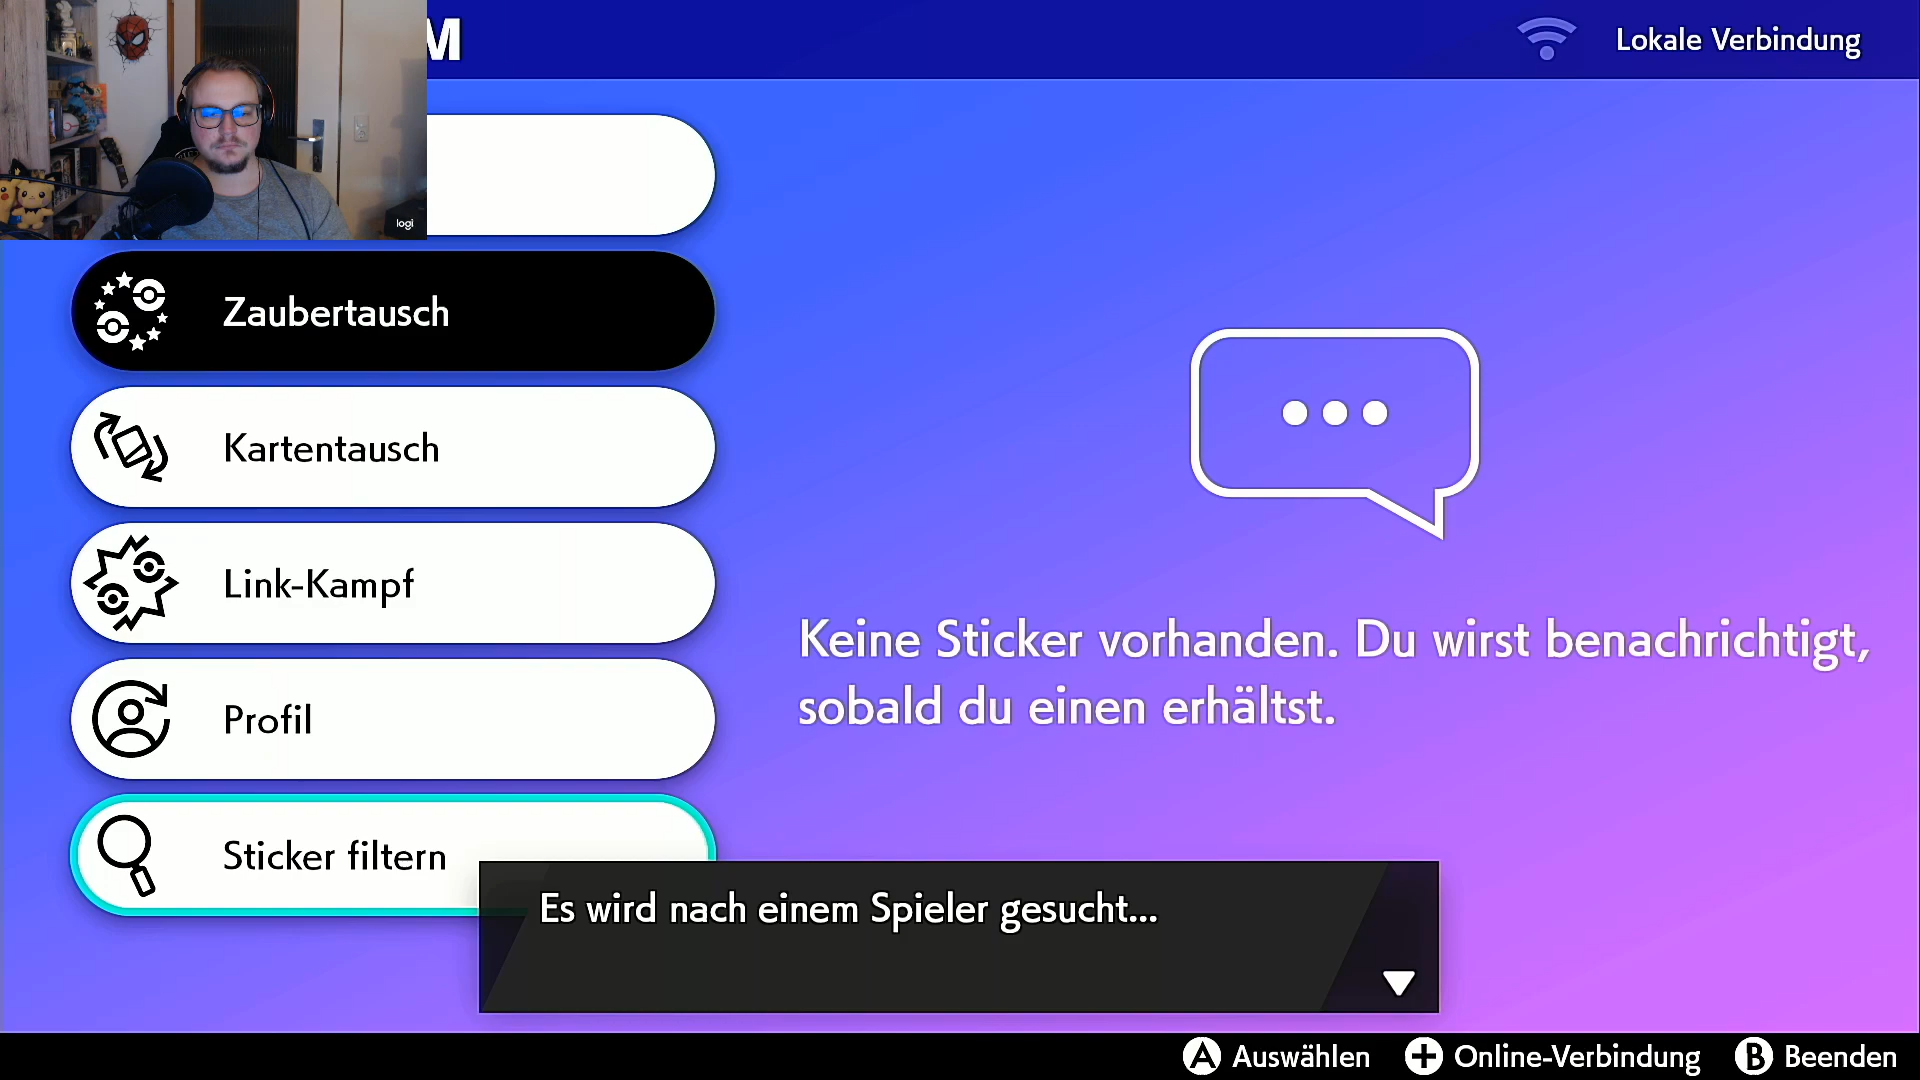 M
Lokale Verbindung
logi
Zaubertausch
Kartentausch
Link-Kampf
Profil
Sticker filtern
Keine Sticker vorhanden. Du wirst benachrichtigt,
sobald du einen erhältst.
Es wird nach einem Spieler gesucht...
A Auswählen + Online-Verbindung B Beenden